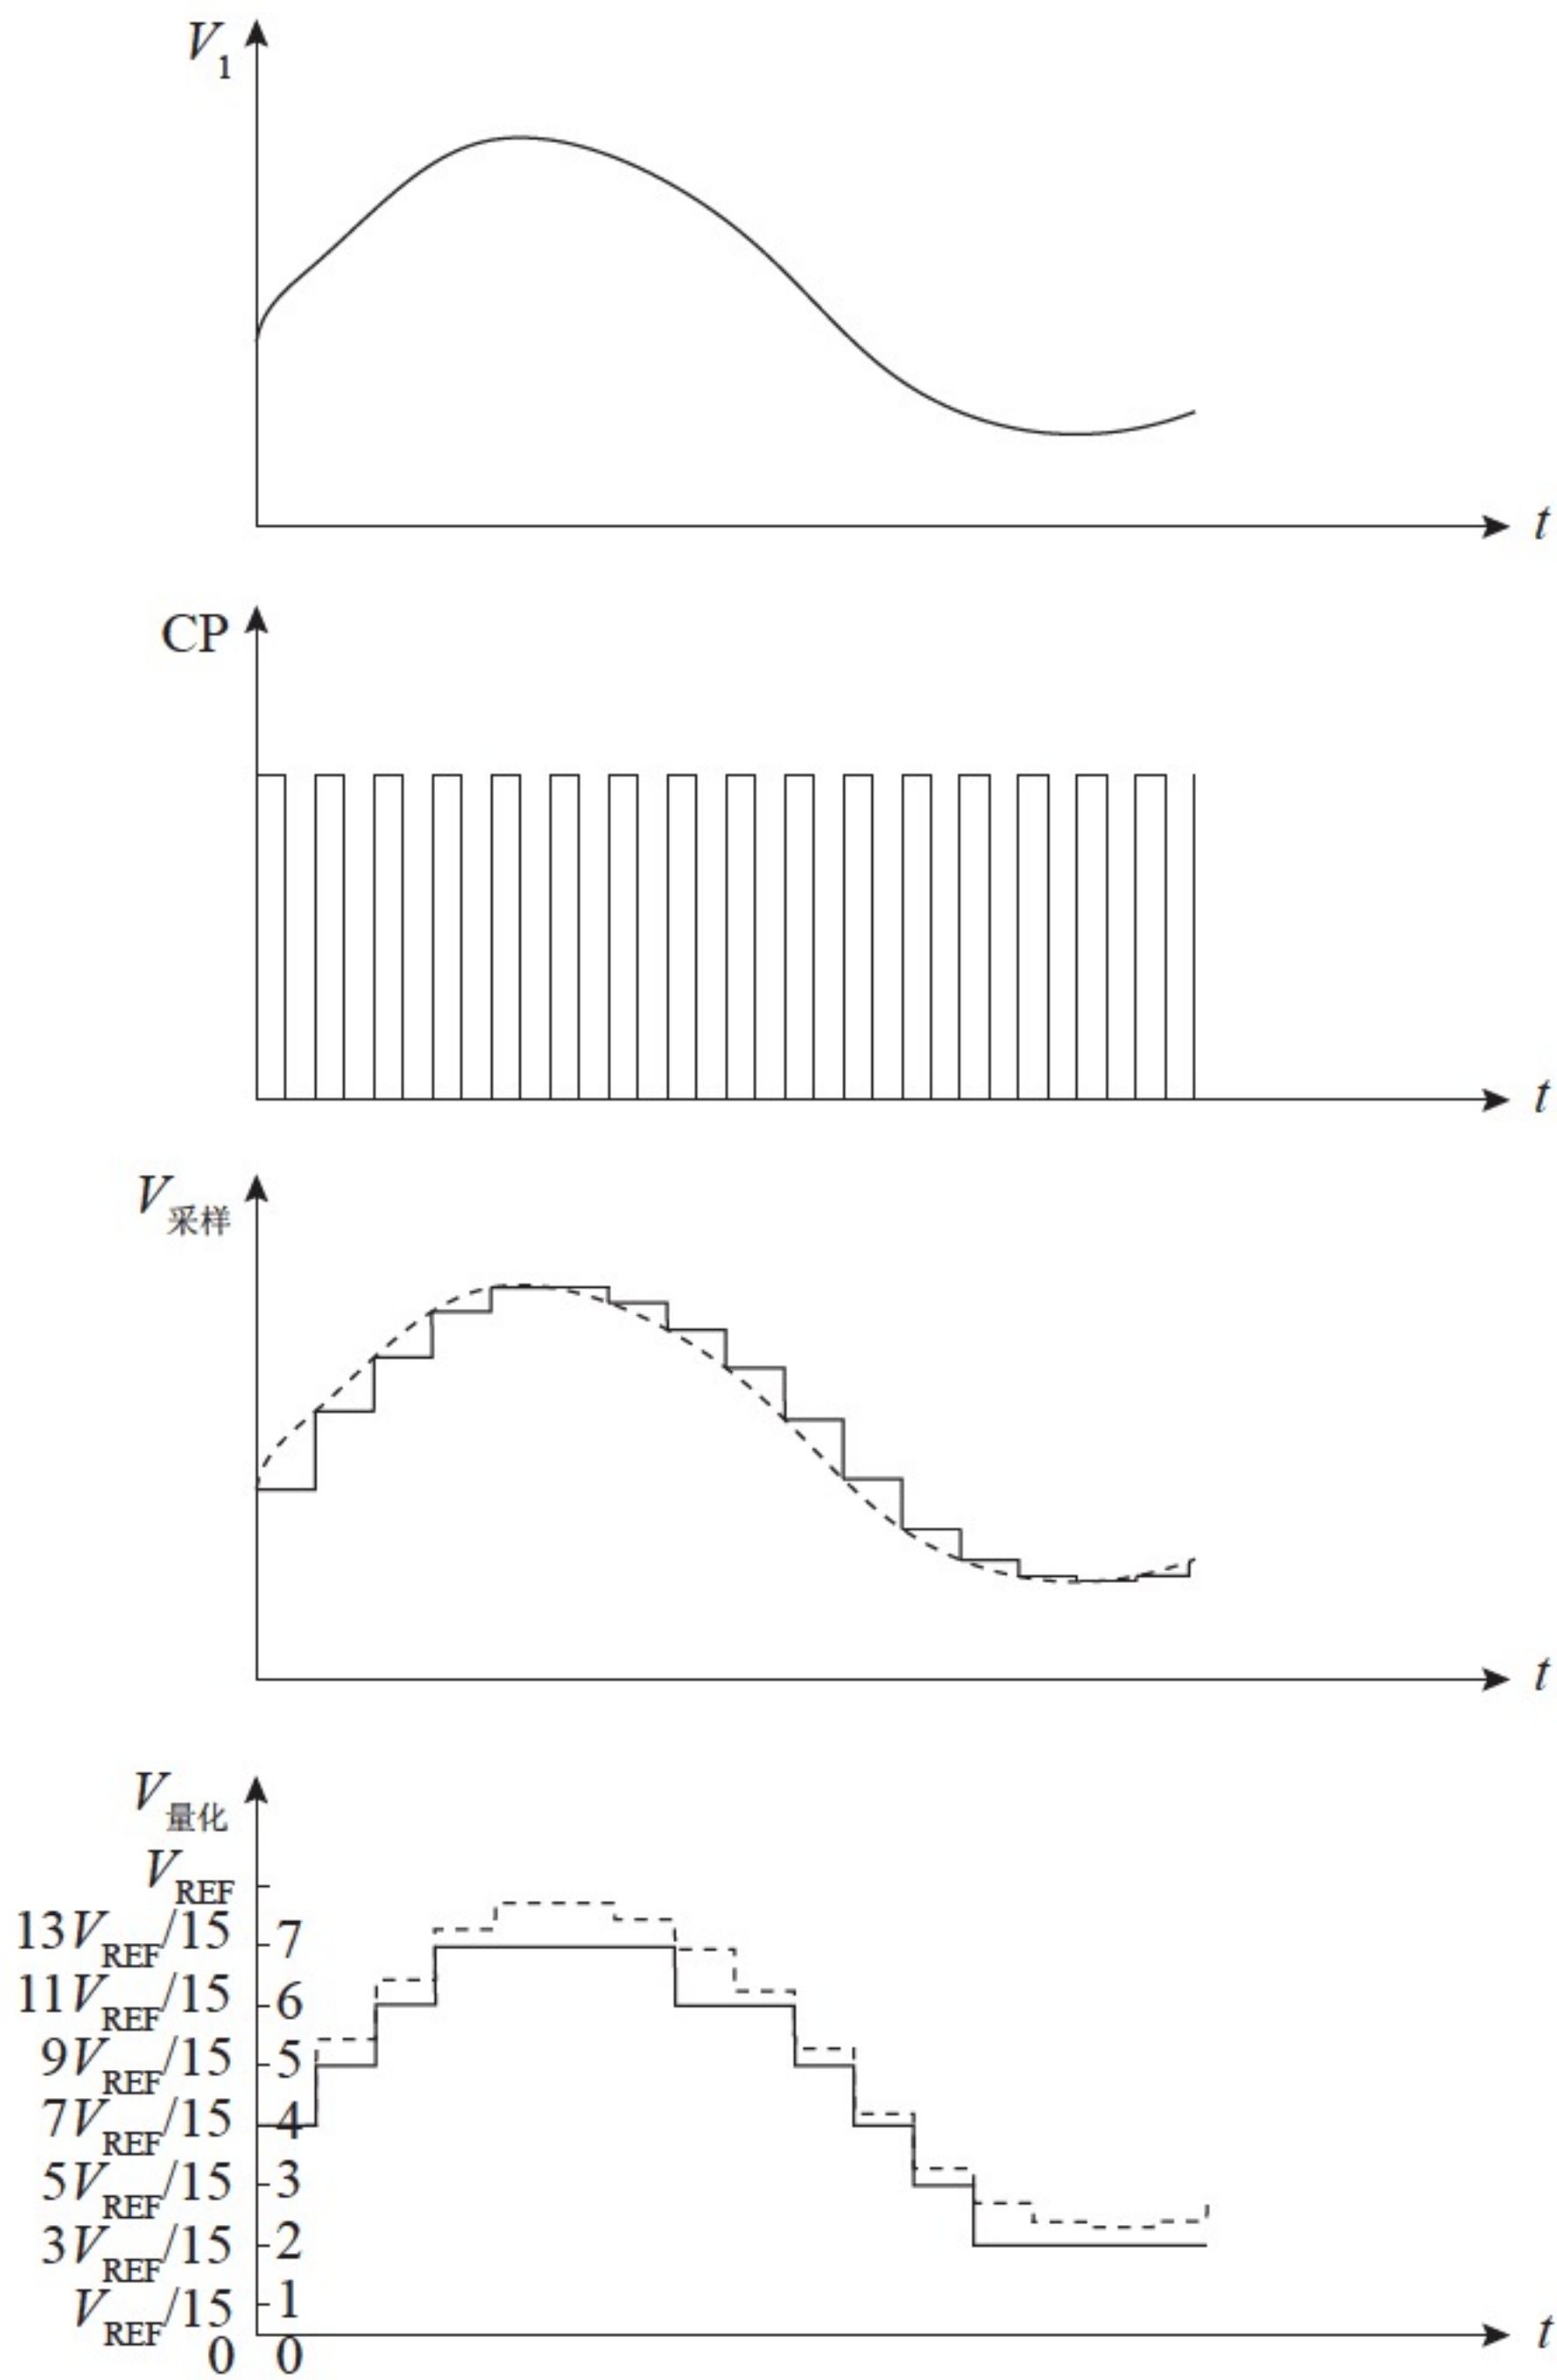 V1
t
CP
t
V采样
t
V量化
VREF
13VREF/15 7
11VREF/15 6
9VREF/15 5
7VREF/15 4
5VREF/15 3
3VREF/15 2
VREF/15 1
t
0 0